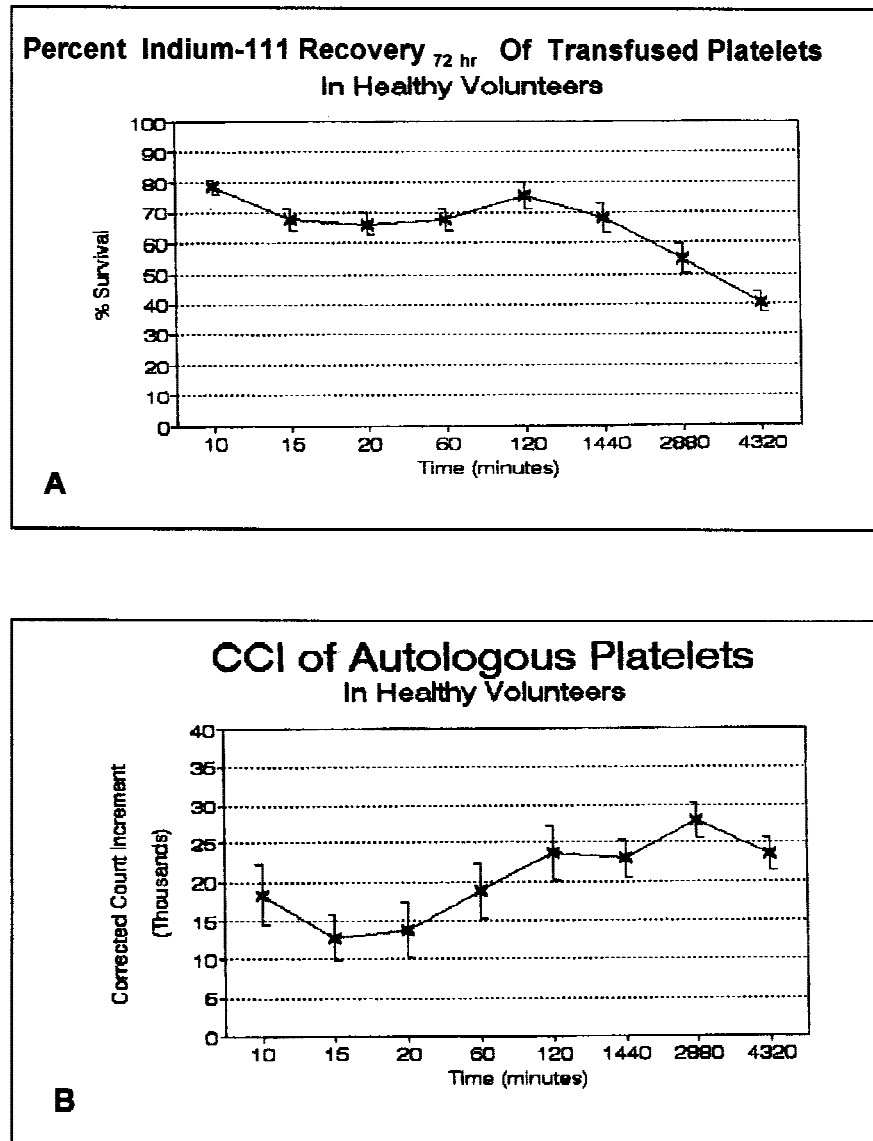 Percent Indium-111 Recovery 72 hr Of Transfused Platelets
In Healthy Volunteers
100
90
80
70
60
50
40
30
20
10
0
% Survival
10 15 20 60 120 1440 2880 4320
Time (minutes)
A
CCI of Autologous Platelets
In Healthy Volunteers
40
35
30
25
20
15
10
5
0
Corrected Count Increment
(Thousands)
10 15 20 60 120 1440 2880 4320
Time (minutes)
B